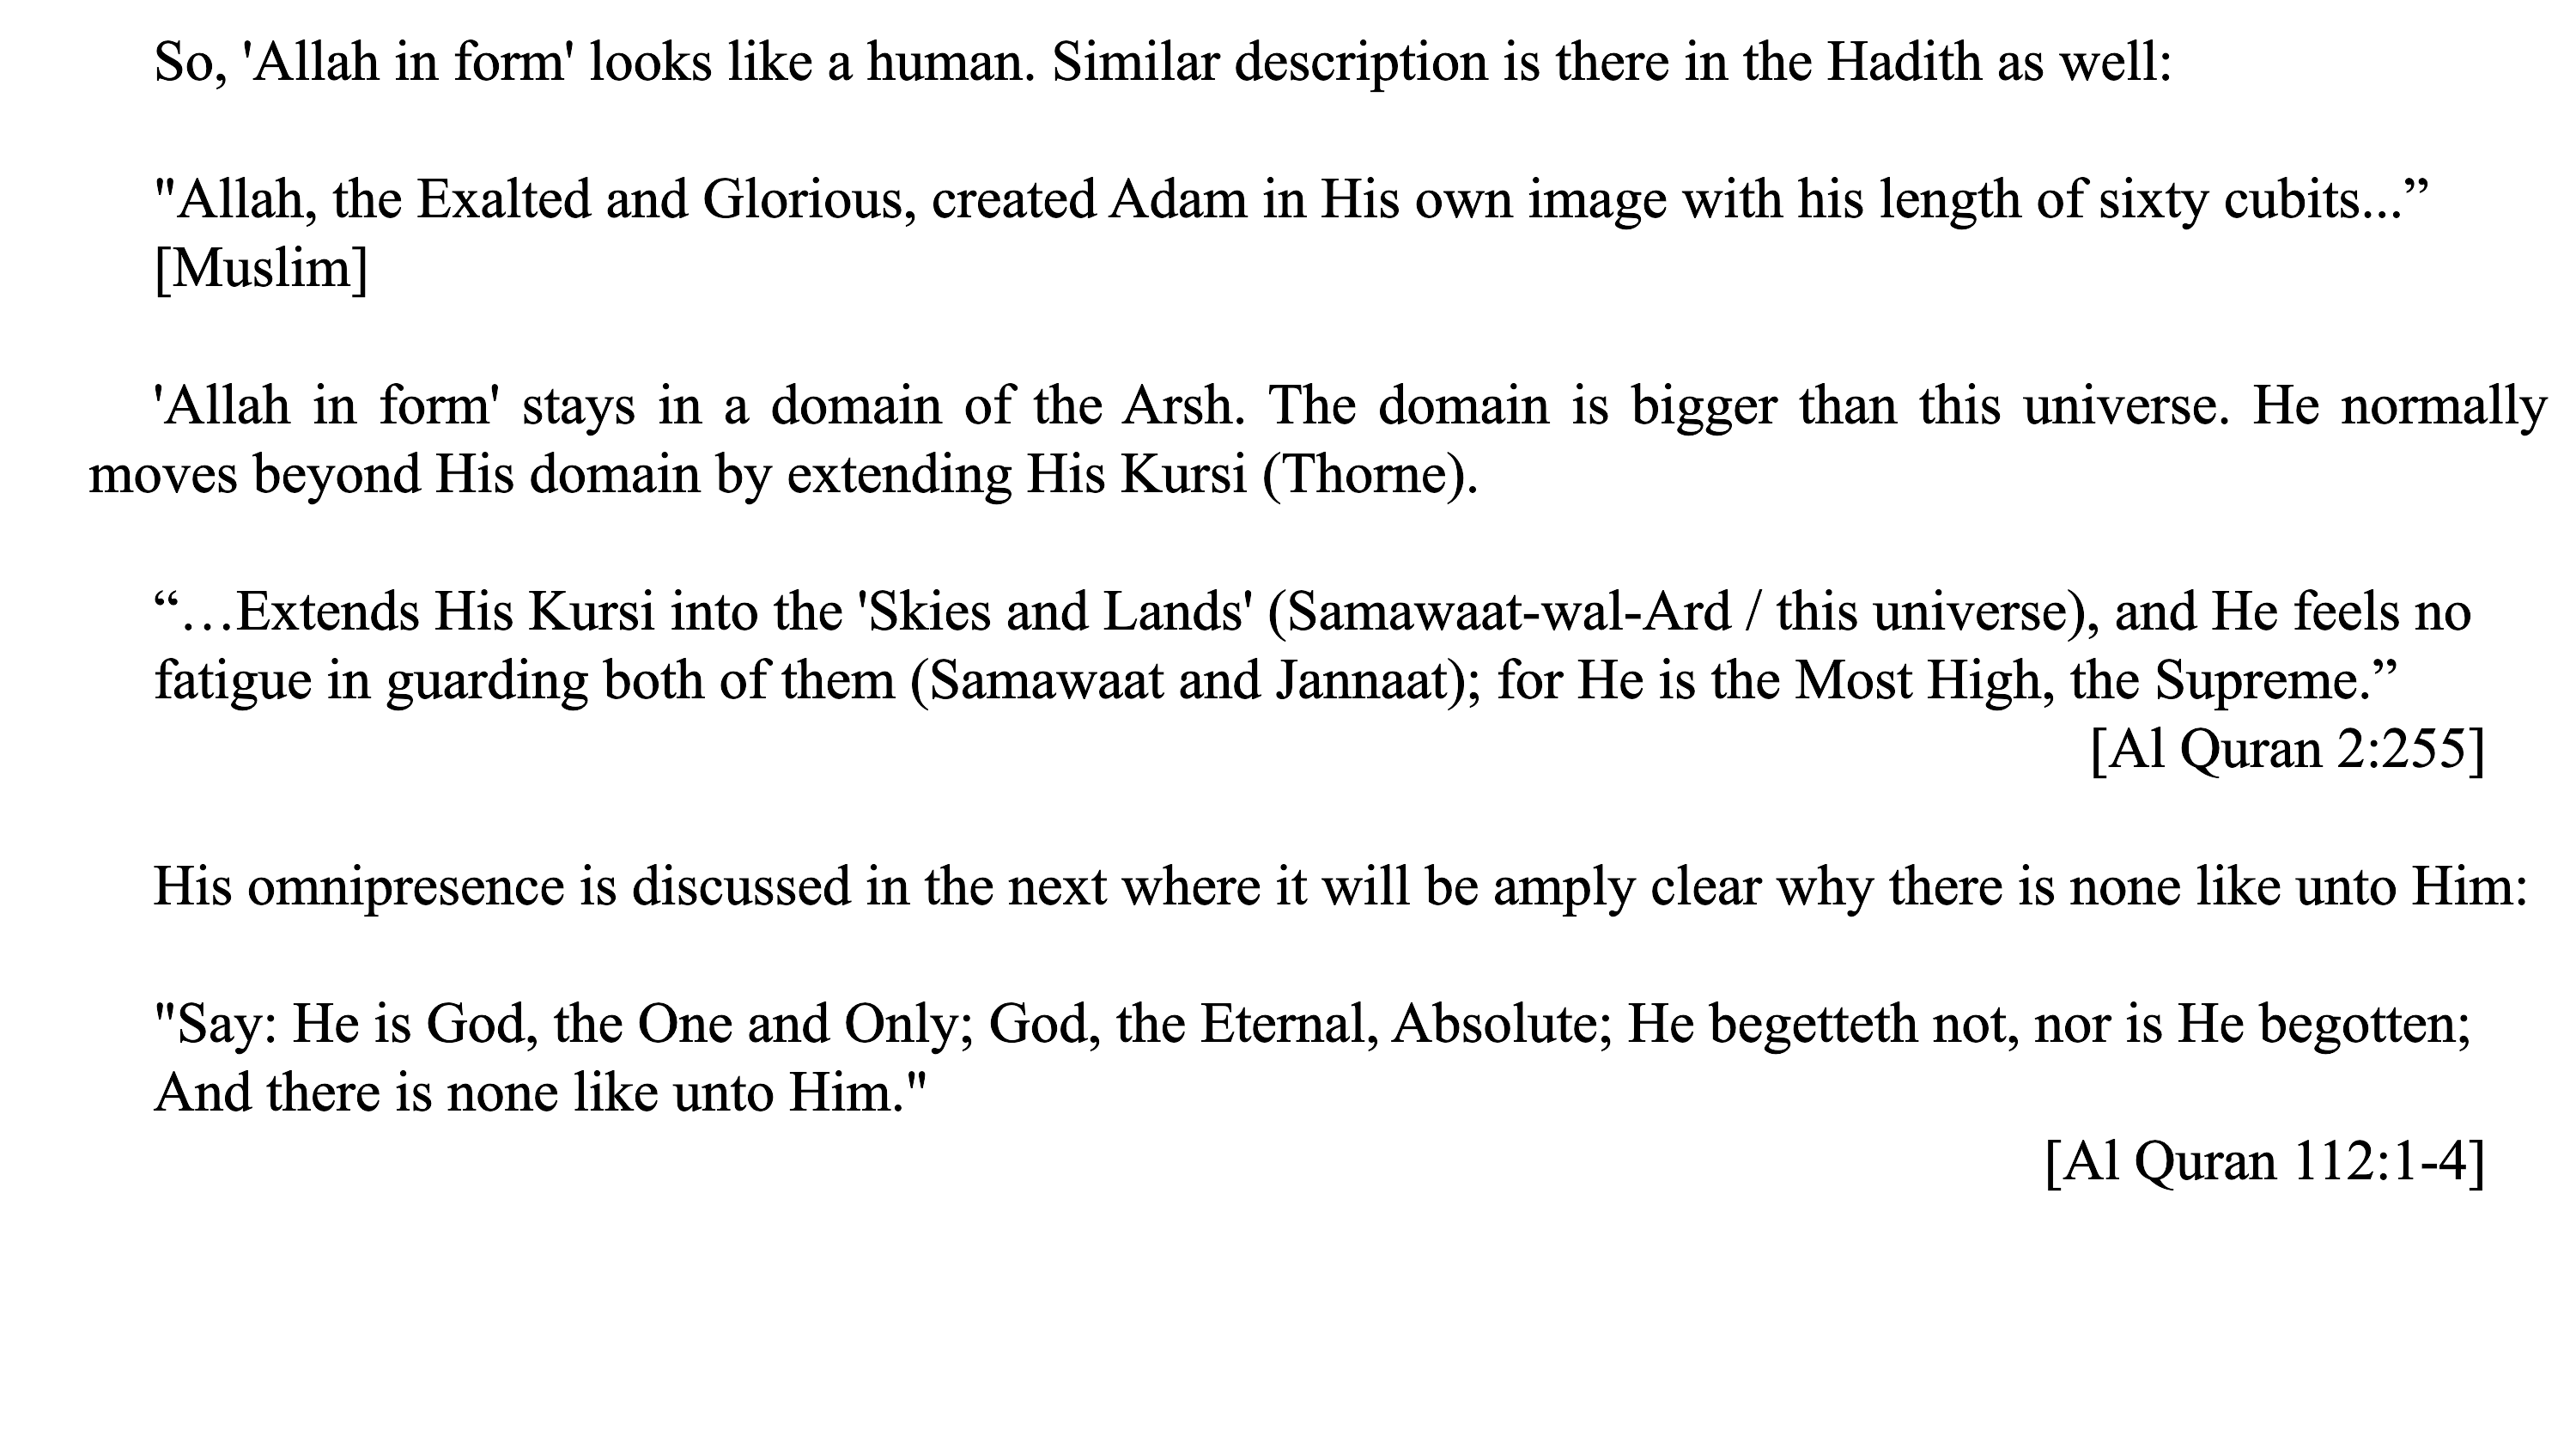 So, 'Allah in form' looks like a human. Similar description is there in the Hadith as well:
"Allah, the Exalted and Glorious, created Adam in His own image with his length of sixty cubits...”
[Muslim]
'Allah in form' stays in a domain of the Arsh. The domain is bigger than this universe. He normally
moves beyond His domain by extending His Kursi (Thorne).
“…Extends His Kursi into the 'Skies and Lands' (Samawaat-wal-Ard / this universe), and He feels no
fatigue in guarding both of them (Samawaat and Jannaat); for He is the Most High, the Supreme.”
[Al Quran 2:255]
His omnipresence is discussed in the next where it will be amply clear why there is none like unto Him:
"Say: He is God, the One and Only; God, the Eternal, Absolute; He begetteth not, nor is He begotten;
And there is none like unto Him."
[Al Quran 112:1-4]